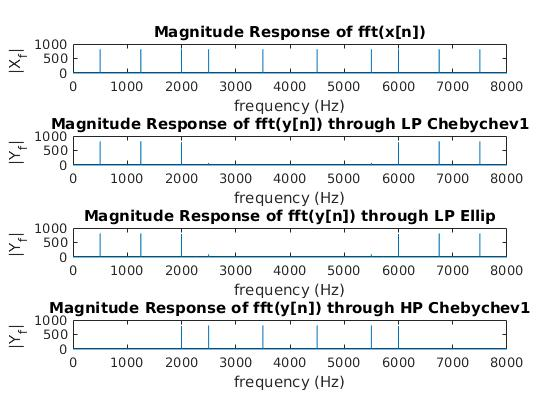 Magnitude Response of fft(x[n])
|X_f|
1000
500
0
0 1000 2000 3000 4000 5000 6000 7000 8000
frequency (Hz)
Magnitude Response of fft(y[n]) through LP Chebychev1
|Y_f|
1000
500
0
0 1000 2000 3000 4000 5000 6000 7000 8000
frequency (Hz)
Magnitude Response of fft(y[n]) through LP Ellip
|Y_f|
1000
500
0
0 1000 2000 3000 4000 5000 6000 7000 8000
frequency (Hz)
Magnitude Response of fft(y[n]) through HP Chebychev1
|Y_f|
1000
500
0
0 1000 2000 3000 4000 5000 6000 7000 8000
frequency (Hz)